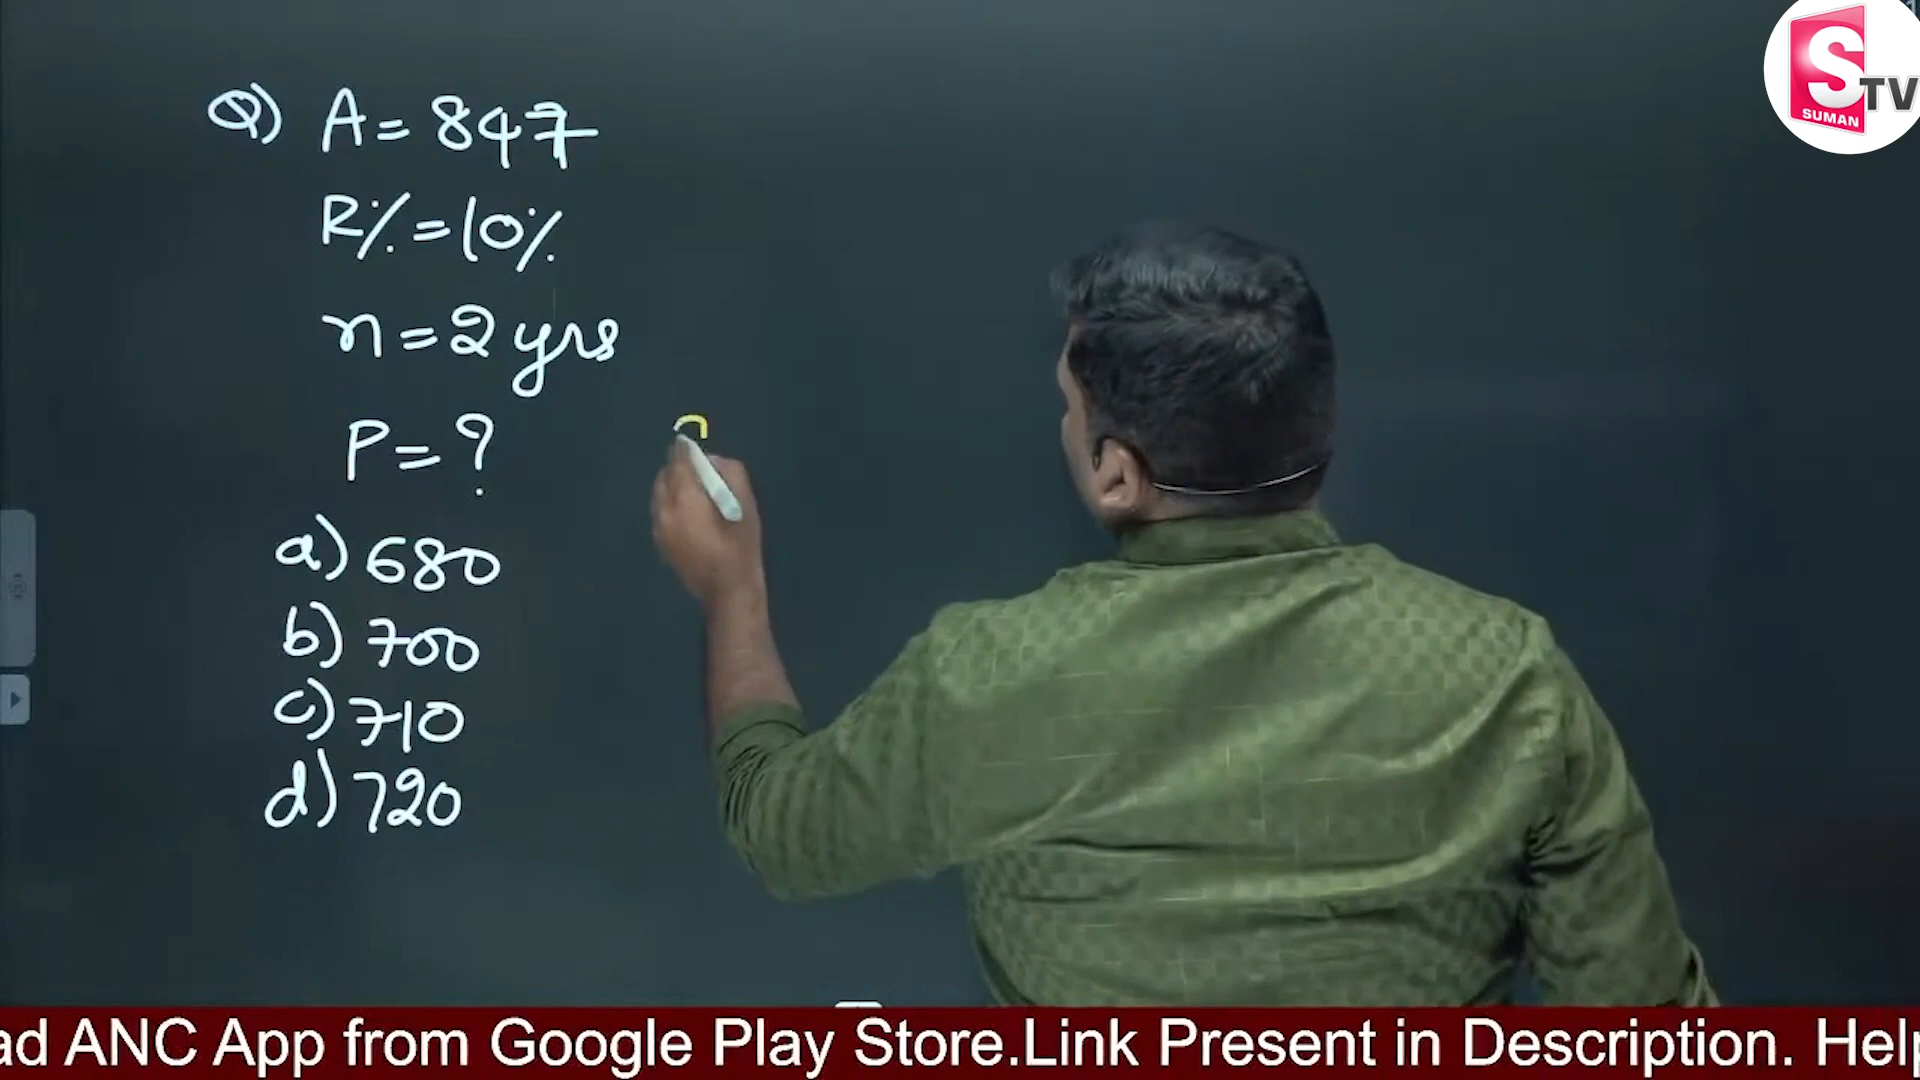 Q) A = 847
R% = 10%
n = 2 yrs
P = ?
a) 680
b) 700
c) 710
d) 720
S TV
SUMAN
ad ANC App from Google Play Store.Link Present in Description. Help